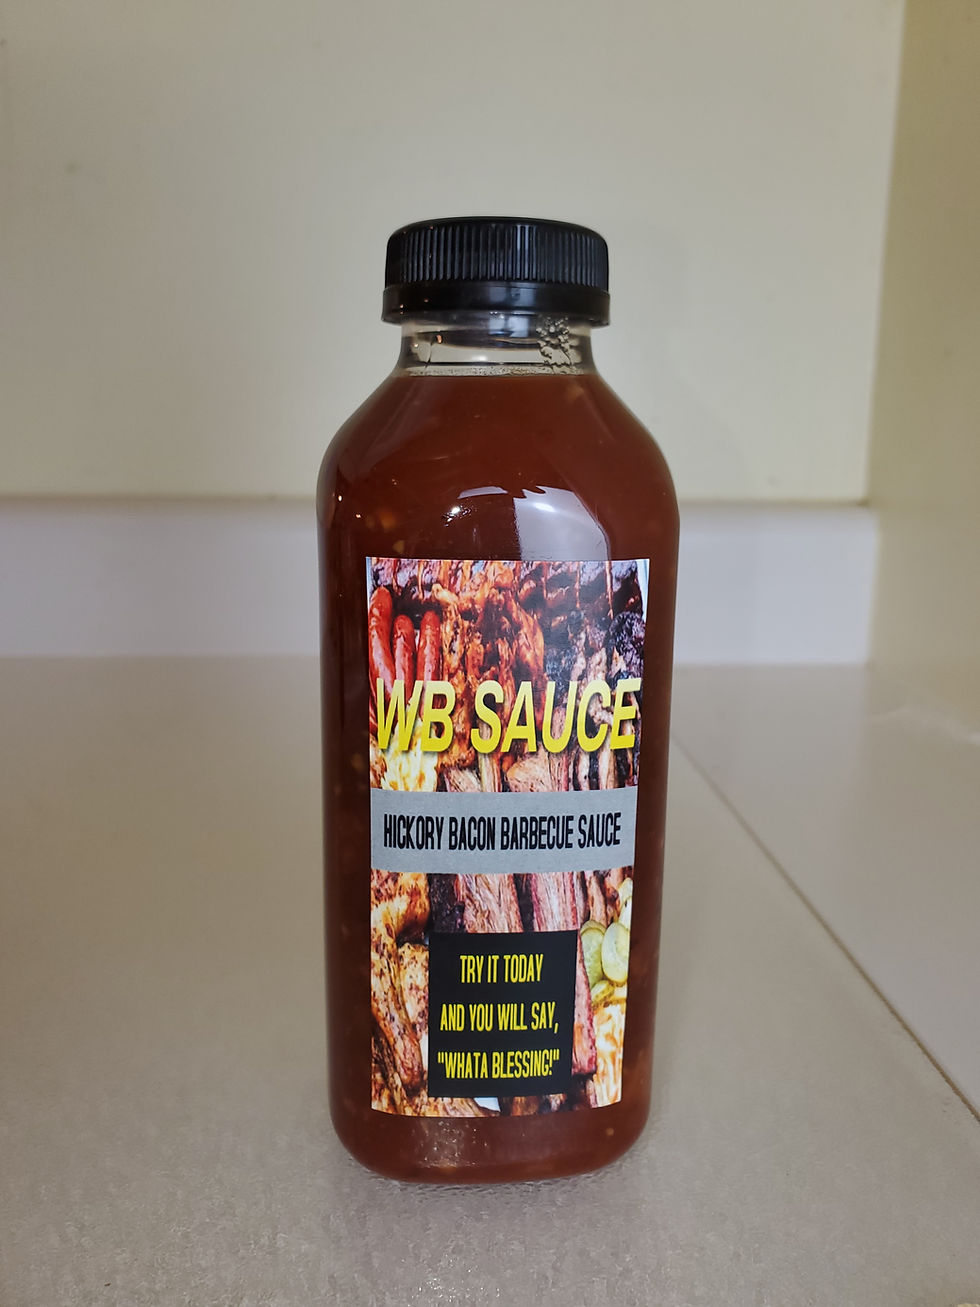 WB SAUCE
HICKORY BACON BARBECUE SAUCE
TRY IT TODAY
AND YOU WILL SAY,
"WHATA BLESSING!"